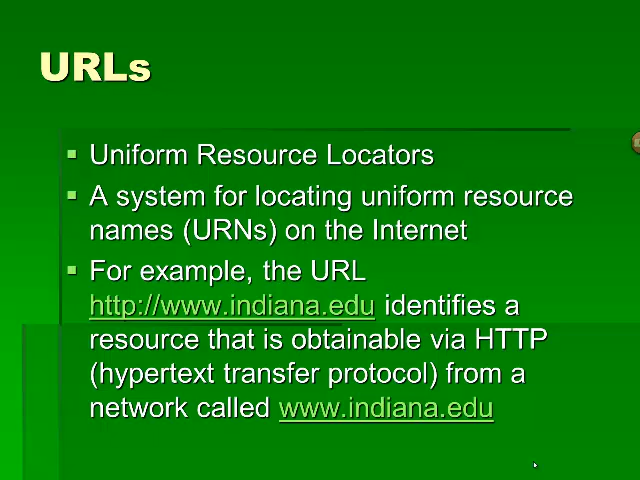 URLs
Uniform Resource Locators
A system for locating uniform resource
names (URNs) on the Internet
For example, the URL
http://www.indiana.edu identifies a
resource that is obtainable via HTTP
(hypertext transfer protocol) from a
network called www.indiana.edu